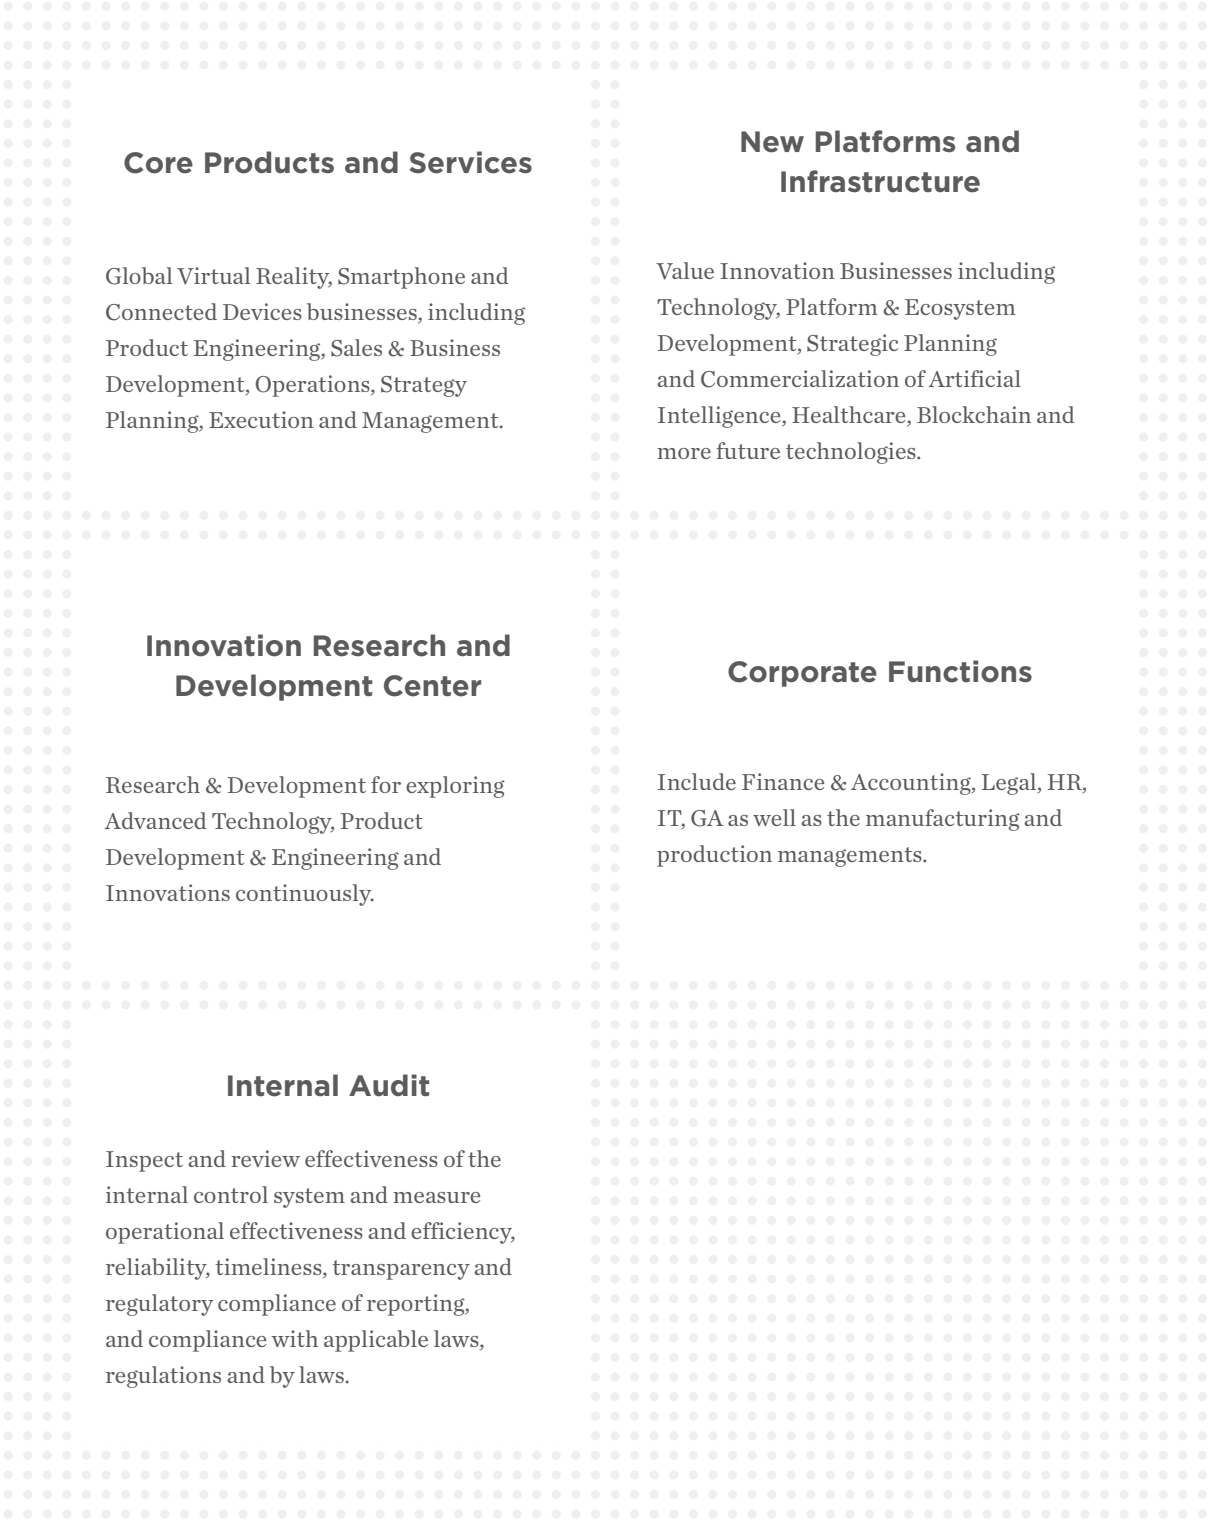 Core Products and Services
Global Virtual Reality, Smartphone and
Connected Devices businesses, including
Product Engineering, Sales & Business
Development, Operations, Strategy
Planning, Execution and Management.
New Platforms and
Infrastructure
Value Innovation Businesses including
Technology, Platform & Ecosystem
Development, Strategic Planning
and Commercialization of Artificial
Intelligence, Healthcare, Blockchain and
more future technologies.
Innovation Research and
Development Center
Research & Development for exploring
Advanced Technology, Product
Development & Engineering and
Innovations continuously.
Corporate Functions
Include Finance & Accounting, Legal, HR,
IT, GA as well as the manufacturing and
production managements.
Internal Audit
Inspect and review effectiveness of the
internal control system and measure
operational effectiveness and efficiency,
reliability, timeliness, transparency and
regulatory compliance of reporting,
and compliance with applicable laws,
regulations and by laws.